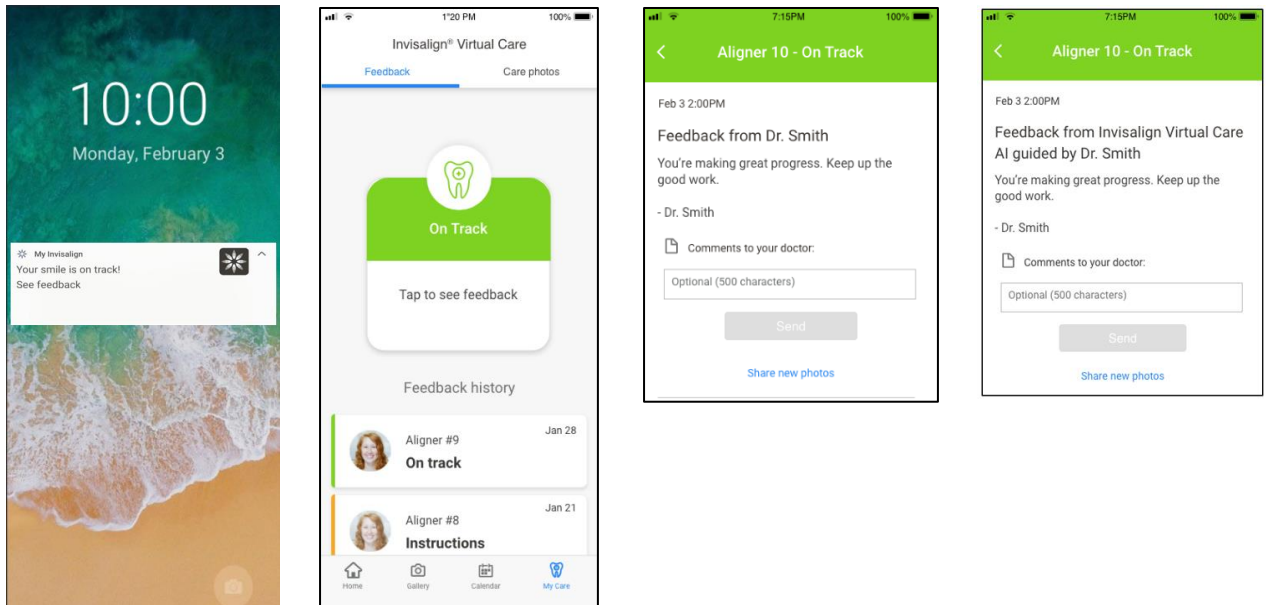 10:00
Monday, February 3
My Invisalign
Your smile is on track!
See feedback
1"20 PM
100%
Invisalign® Virtual Care
Feedback
Care photos
On Track
Tap to see feedback
Feedback history
Aligner #9
Jan 28
On track
Aligner #8
Jan 21
Instructions
Home
Gallery
Calendar
My Care
7:15PM
100%
Aligner 10 - On Track
Feb 3 2:00PM
Feedback from Dr. Smith
You're making great progress. Keep up the
good work.
- Dr. Smith
Comments to your doctor:
Optional (500 characters)
Send
Share new photos
7:15PM
100%
Aligner 10 - On Track
Feb 3 2:00PM
Feedback from Invisalign Virtual Care
AI guided by Dr. Smith
You're making great progress. Keep up the
good work.
- Dr. Smith
Comments to your doctor:
Optional (500 characters)
Send
Share new photos